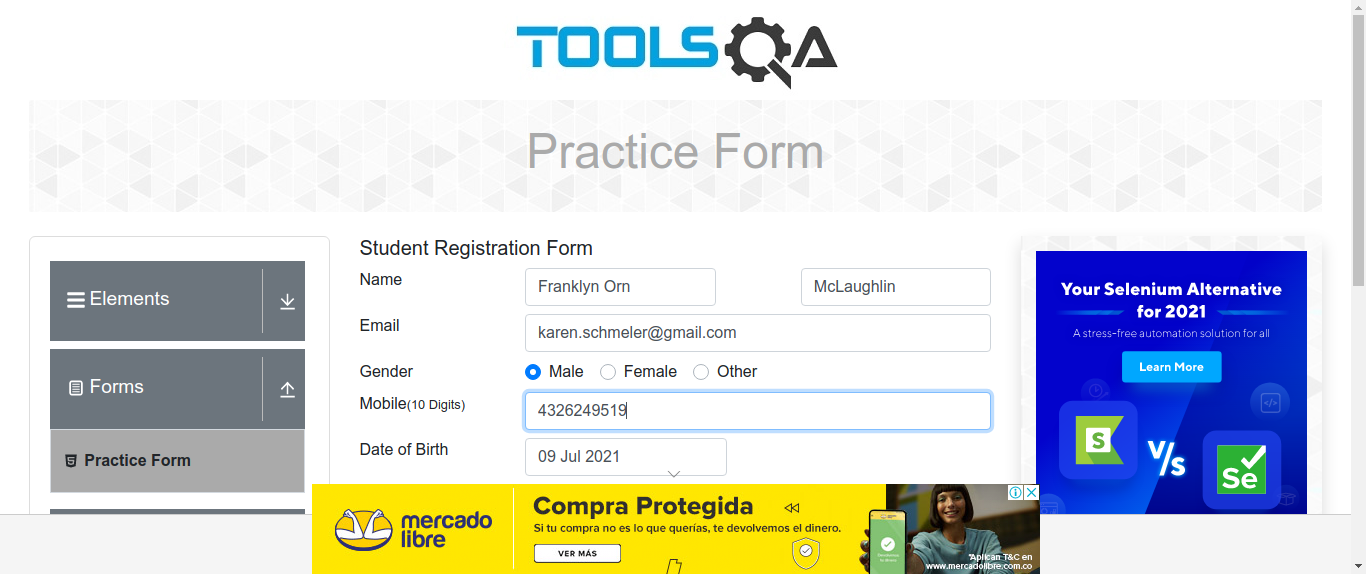 TOOLSQA
Practice Form
Elements
Forms
Practice Form
Student Registration Form
Name
Franklyn Orn
McLaughlin
Email
karen.schmeler@gmail.com
Gender
Male
Female
Other
Mobile(10 Digits)
4326249519
Date of Birth
09 Jul 2021
Your Selenium Alternative
for 2021
A stress-free automation solution for all
Learn More
S
V/s
Se
mercado
libre
Compra Protegida
Si tu compra no es lo que querías, te devolvemos el dinero.
VER MÁS
*Aplican T&C en
www.mercadolibre.com.co